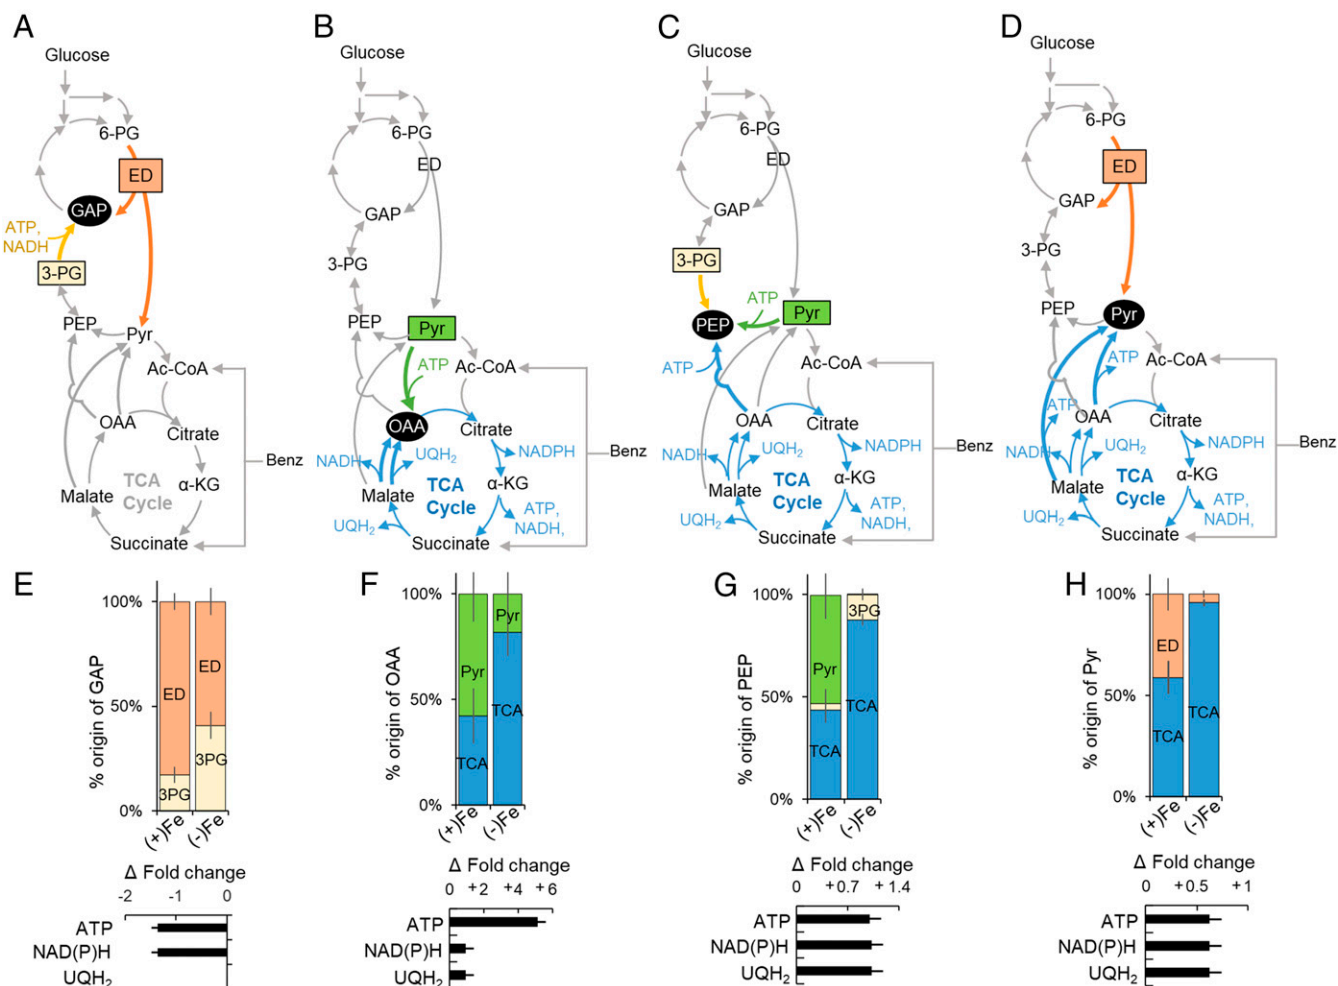 A
Glucose
6-PG
ED
GAP
ATP,
NADH
3-PG
PEP
Pyr
Ac-CoA
OAA
Citrate
Benz
TCA
Cycle
α-KG
Malate
Succinate
B
Glucose
6-PG
ED
GAP
3-PG
PEP
Pyr
ATP
Ac-CoA
OAA
Citrate
NADH
UQH₂
NADPH
Benz
Malate
TCA
Cycle
α-KG
UQH₂
ATP,
NADH,
Succinate
C
Glucose
6-PG
ED
GAP
3-PG
ATP
PEP
Pyr
ATP
Ac-CoA
OAA
Citrate
NADH
UQH₂
NADPH
Benz
Malate
TCA
Cycle
α-KG
UQH₂
ATP,
NADH,
Succinate
D
Glucose
6-PG
ED
GAP
3-PG
PEP
Pyr
ATP
Ac-CoA
ATP
OAA
Citrate
NADH
UQH₂
NADPH
Benz
Malate
TCA
Cycle
α-KG
UQH₂
ATP,
NADH,
Succinate
E
% origin of GAP
100%
50%
0%
ED
3PG
ED
3PG
(+)Fe
(-)Fe
Δ Fold change
-2 -1 0
ATP
NAD(P)H
UQH₂
F
% origin of OAA
100%
50%
0%
Pyr
TCA
Pyr
TCA
(+)Fe
(-)Fe
Δ Fold change
0 +2 +4 +6
ATP
NAD(P)H
UQH₂
G
% origin of PEP
100%
50%
0%
Pyr
TCA
3PG
TCA
(+)Fe
(-)Fe
Δ Fold change
0 +0.7 +1.4
ATP
NAD(P)H
UQH₂
H
% origin of Pyr
100%
50%
0%
ED
TCA
TCA
(+)Fe
(-)Fe
Δ Fold change
0 +0.5 +1
ATP
NAD(P)H
UQH₂